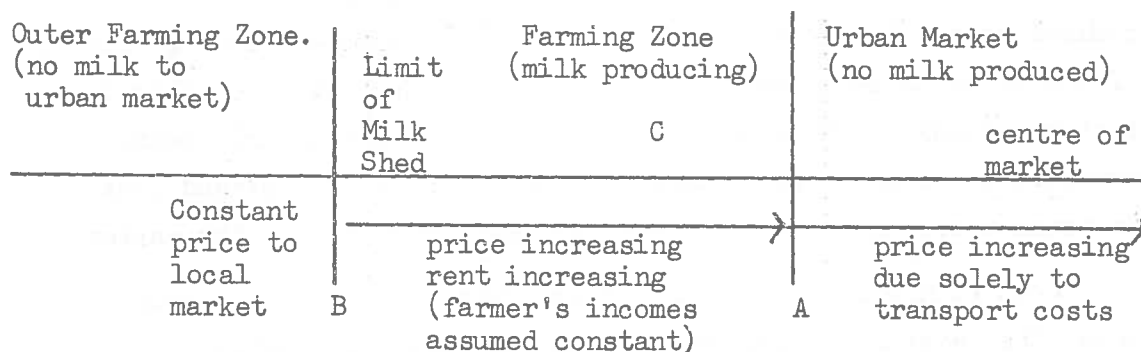 Outer Farming Zone.
(no milk to
urban market)
Limit
of
Milk
Shed
Farming Zone
(milk producing)
C
Urban Market
(no milk produced)
centre of
market
Constant
price to
local
market
B
price increasing
rent increasing
(farmer's incomes
assumed constant)
A
price increasing
due solely to
transport costs